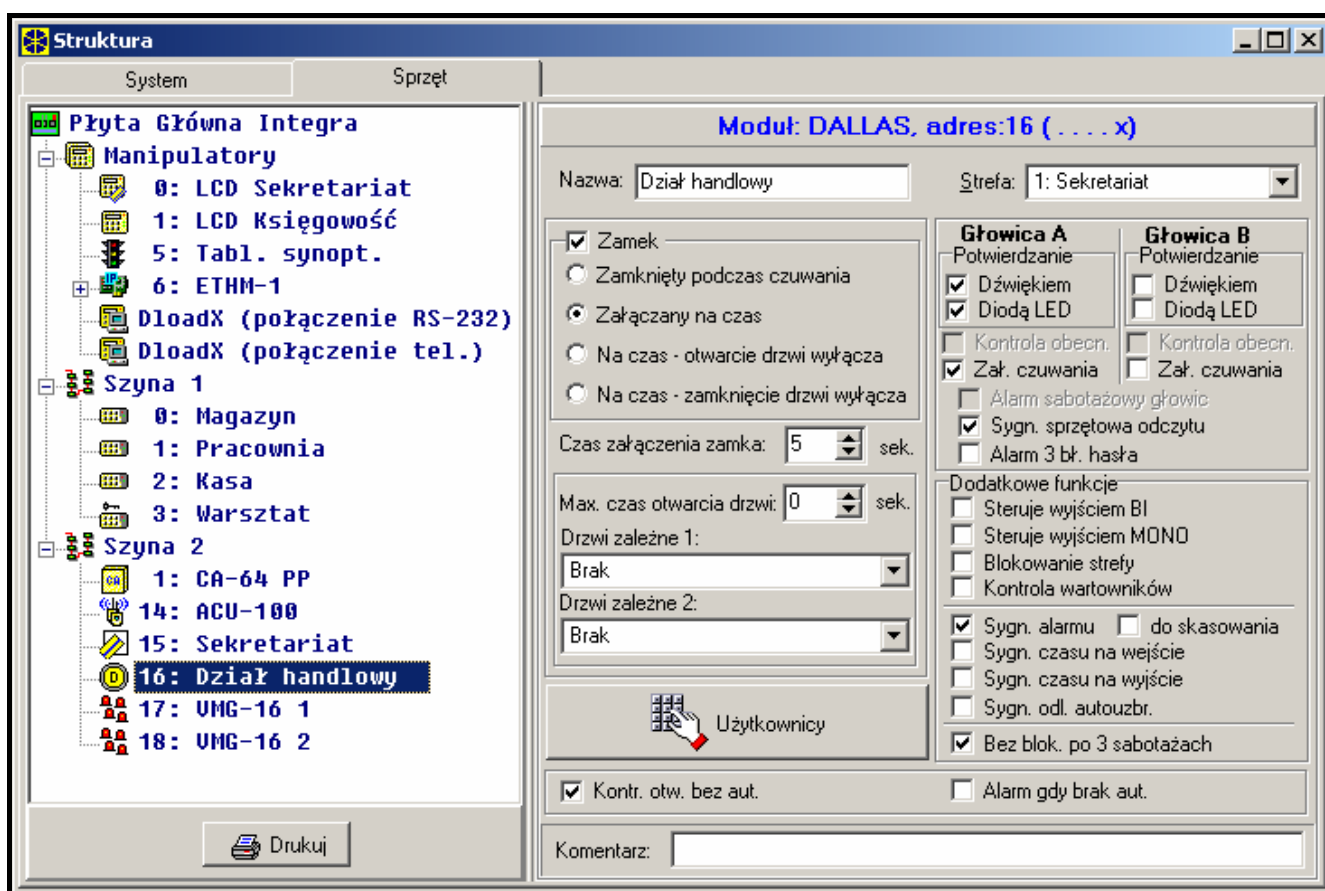 Struktura
System
Sprzęt
Płyta Główna Integra
Manipulatory
0: LCD Sekretariat
1: LCD Księgowość
5: Tabl. synopt.
6: ETHM-1
DloadX (połączenie RS-232)
DloadX (połączenie tel.)
Szyna 1
0: Magazyn
1: Pracownia
2: Kasa
3: Warsztat
Szyna 2
1: CA-64 PP
14: ACU-100
15: Sekretariat
16: Dział handlowy
17: VMG-16 1
18: VMG-16 2
Drukuj
Moduł: DALLAS, adres:16 ( . . . . x)
Nazwa: Dział handlowy
Strefa: 1: Sekretariat
Zamek
Zamknięty podczas czuwania
Załączany na czas
Na czas - otwarcie drzwi wyłącza
Na czas - zamknięcie drzwi wyłącza
Czas załączenia zamka: 5 sek.
Max. czas otwarcia drzwi: 0 sek.
Drzwi zależne 1:
Brak
Drzwi zależne 2:
Brak
Użytkownicy
Głowica A Głowica B
Potwierdzanie Potwierdzanie
Dźwiękiem Dźwiękiem
Diodą LED Diodą LED
Kontrola obecn. Kontrola obecn.
Zał. czuwania Zał. czuwania
Alarm sabotażowy głowic
Sygn. sprzętowa odczytu
Alarm 3 bł. hasła
Dodatkowe funkcje
Steruje wyjściem BI
Steruje wyjściem MONO
Blokowanie strefy
Kontrola wartowników
Sygn. alarmu do skasowania
Sygn. czasu na wejście
Sygn. czasu na wyjście
Sygn. odl. autouzbr.
Bez blok. po 3 sabotażach
Kontr. otw. bez aut.
Alarm gdy brak aut.
Komentarz: